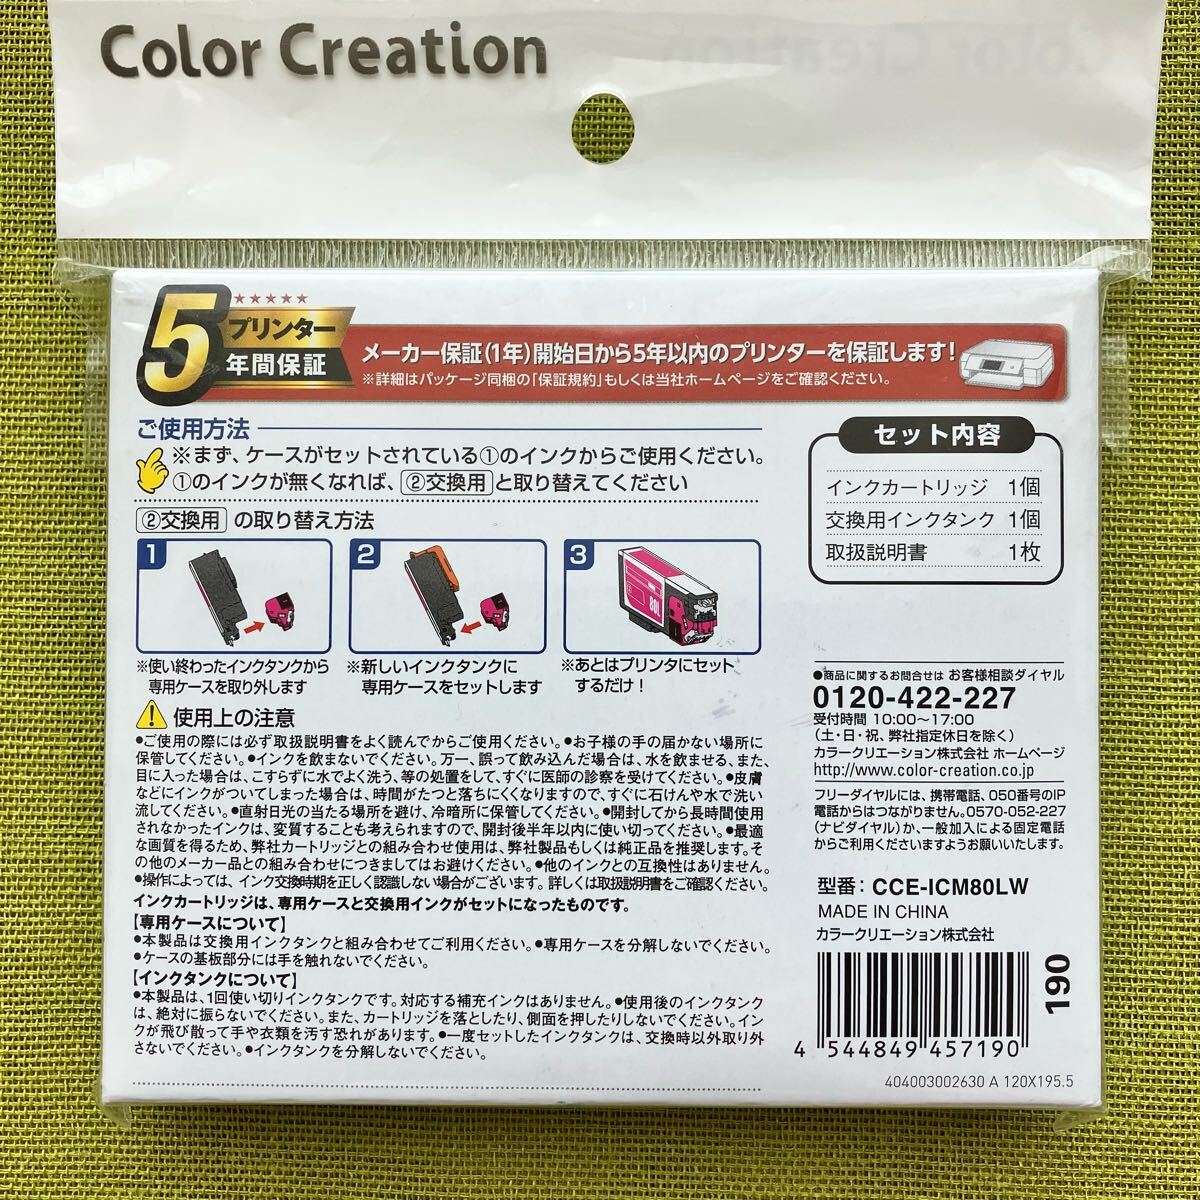 Color Creation
5
プリンター
年間保証
メーカー保証(1年)開始日から5年以内のプリンターを保証します!
※詳細はパッケージ同梱の「保証規約」もしくは当社ホームページをご確認ください。
ご使用方法
※まず、ケースがセットされている①のインクからご使用ください。
①のインクが無くなれば、②交換用と取り替えてください
②交換用 の取り替え方法
1
※使い終わったインクタンクから
専用ケースを取り外します
2
※新しいインクタンクに
専用ケースをセットします
3
80L
※あとはプリンタにセット
するだけ!
使用上の注意
●ご使用の際には必ず取扱説明書をよく読んでからご使用ください。●お子様の手の届かない場所に
保管してください。●インクを飲まないでください。万一、誤って飲み込んだ場合は、水を飲ませる、また、
目に入った場合は、こすらずに水でよく洗う、等の処置をして、すぐに医師の診察を受けてください。●皮膚
などにインクがついてしまった場合は、時間がたつと落ちにくくなりますので、すぐに石けんや水で洗い
流してください。●直射日光の当たる場所を避け、冷暗所に保管してください。●開封してから長時間使用
されなかったインクは、変質することも考えられますので、開封後半年以内に使い切ってください。●最適
な画質を得るため、弊社カートリッジとの組み合わせ使用は、弊社製品もしくは純正品を推奨します。そ
の他のメーカー品との組み合わせにつきましてはお避けください。●他のインクとの互換性はありません。
●操作によっては、インク交換時期を正しく認識しない場合がございます。詳しくは取扱説明書をご確認ください。
インクカートリッジは、専用ケースと交換用インクがセットになったものです。
【専用ケースについて】
●本製品は交換用インクタンクと組み合わせてご利用ください。●専用ケースを分解しないでください。
●ケースの基板部分には手を触れないでください。
【インクタンクについて】
●本製品は、1回使い切りインクタンクです。対応する補充インクはありません。●使用後のインクタンク
は、絶対に振らないでください。また、カートリッジを落としたり、側面を押したりしないでください。イン
クが飛び散って手や衣類を汚す恐れがあります。●一度セットしたインクタンクは、交換時以外取り外
さないでください。●インクタンクを分解しないでください。
セット内容
インクカートリッジ 1個
交換用インクタンク 1個
取扱説明書 1枚
●商品に関するお問合せは お客様相談ダイヤル
0120-422-227
受付時間 10:00~17:00
(土・日・祝、弊社指定休日を除く)
カラークリエーション株式会社 ホームページ
http://www.color-creation.co.jp
フリーダイヤルには、携帯電話、050番号のIP
電話からはつながりません。0570-052-227
(ナビダイヤル)か、一般加入による固定電話
からご利用くださいますようお願いいたします。
型番:CCE-ICM80LW
MADE IN CHINA
カラークリエーション株式会社
190
4 544849 457190
404003002630 A 120X195.5